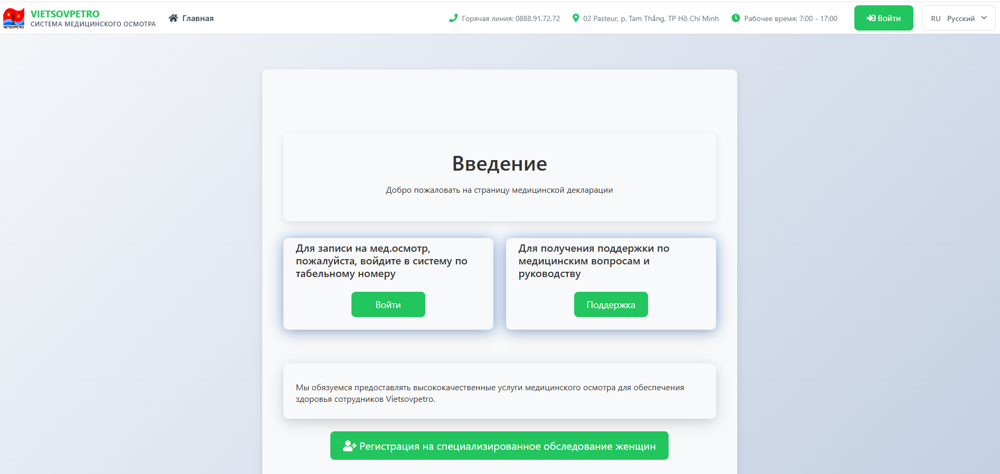 VIETSOVPETRO
VIETSOVPETRO
СИСТЕМА МЕДИЦИНСКОГО ОСМОТРА
Главная
Горячая линия: 0888.91.72.72
02 Pasteur, p. Tam Thắng, TP Hồ Chí Minh
Рабочее время: 7:00 - 17:00
Войти
RU Русский
Введение
Добро пожаловать на страницу медицинской декларации
Для записи на мед.осмотр,
пожалуйста, войдите в систему по
табельному номеру
Войти
Для получения поддержки по
медицинским вопросам и
руководству
Поддержка
Мы обязуемся предоставлять высококачественные услуги медицинского осмотра для обеспечения
здоровья сотрудников Vietsovpetro.
Регистрация на специализированное обследование женщин